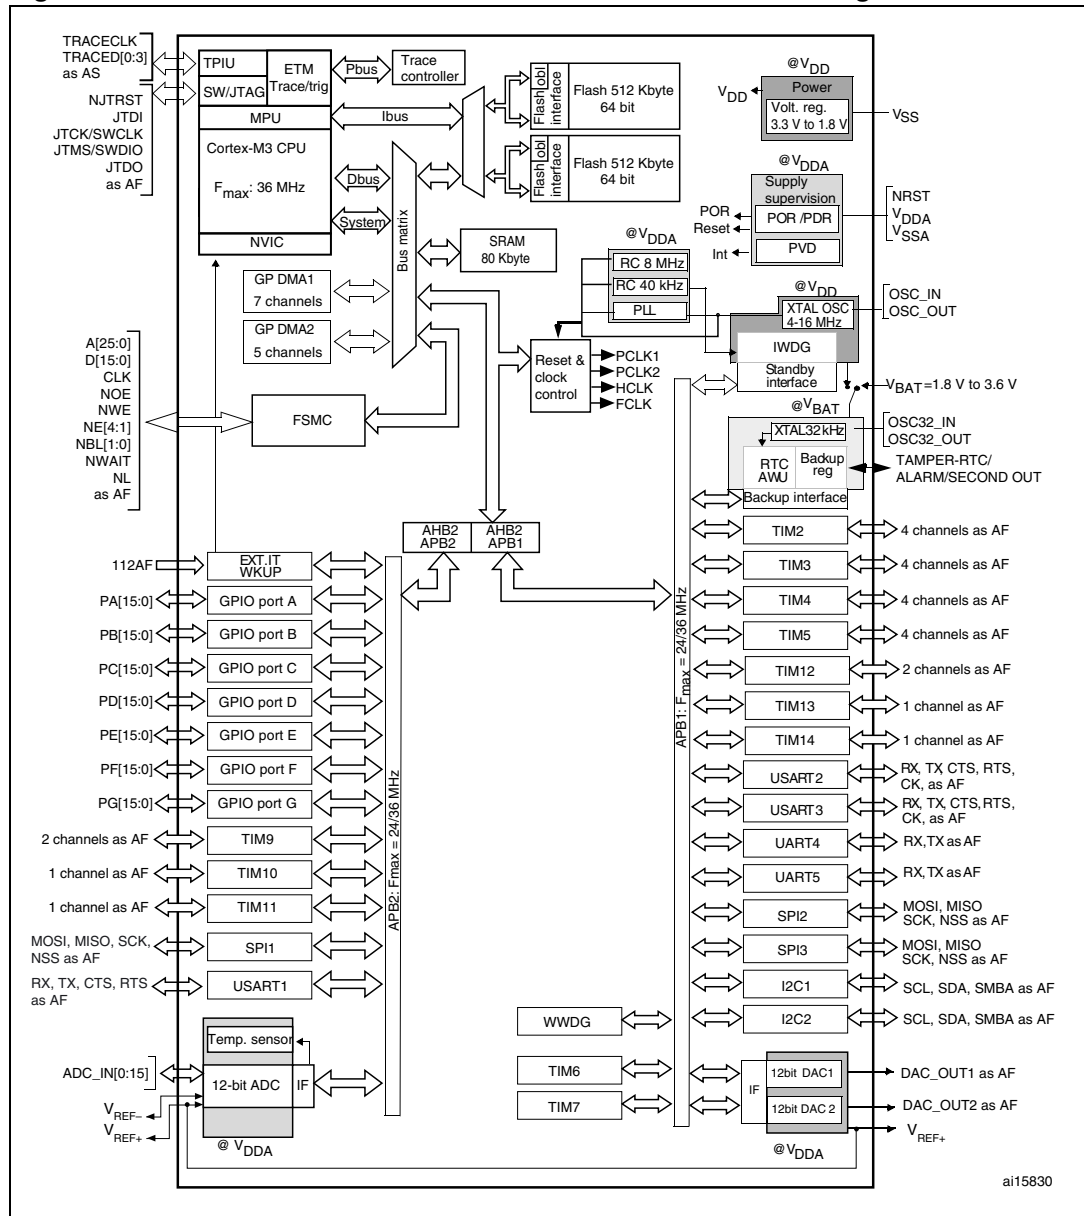 TRACECLK
TRACED[0:3]
as AS
NJTRST
JTDI
JTCK/SWCLK
JTMS/SWDIO
JTDO
as AF
TPIU
SW/JTAG
ETM
Trace/trig
MPU
Cortex-M3 CPU
Fmax: 36 MHz
NVIC
Pbus
Trace
controller
Ibus
Dbus
System
Bus matrix
Flash obl
interface
Flash 512 Kbyte
64 bit
Flash obl
interface
Flash 512 Kbyte
64 bit
SRAM
80 Kbyte
GP DMA1
7 channels
GP DMA2
5 channels
@VDD
Power
VDD
Volt. reg.
3.3 V to 1.8 V
VSS
@VDDA
Supply
supervision
POR
Reset
Int
POR /PDR
PVD
NRST
VDDA
VSSA
@VDDA
RC 8 MHz
RC 40 kHz
PLL
@VDD
XTAL OSC
4-16 MHz
IWDG
Standby
interface
OSC_IN
OSC_OUT
VBAT=1.8 V to 3.6 V
Reset &
clock
control
PCLK1
PCLK2
HCLK
FCLK
@VBAT
XTAL32kHz
RTC
AWU
Backup
reg
Backup interface
OSC32_IN
OSC32_OUT
TAMPER-RTC/
ALARM/SECOND OUT
A[25:0]
D[15:0]
CLK
NOE
NWE
NE[4:1]
NBL[1:0]
NWAIT
NL
as AF
FSMC
AHB2
APB2
AHB2
APB1
112AF
EXT.IT
WKUP
PA[15:0]
GPIO port A
PB[15:0]
GPIO port B
PC[15:0]
GPIO port C
PD[15:0]
GPIO port D
PE[15:0]
GPIO port E
PF[15:0]
GPIO port F
PG[15:0]
GPIO port G
2 channels as AF
TIM9
1 channel as AF
TIM10
1 channel as AF
TIM11
MOSI, MISO, SCK,
NSS as AF
SPI1
RX, TX, CTS, RTS
as AF
USART1
Temp. sensor
ADC_IN[0:15]
12-bit ADC
IF
VREF-
VREF+
@ VDDA
APB2: Fmax = 24/36 MHz
APB1: Fmax = 24/36 MHz
TIM2
4 channels as AF
TIM3
4 channels as AF
TIM4
4 channels as AF
TIM5
4 channels as AF
TIM12
2 channels as AF
TIM13
1 channel as AF
TIM14
1 channel as AF
USART2
RX, TX, CTS, RTS,
CK, as AF
USART3
RX, TX, CTS, RTS,
CK, as AF
UART4
RX,TX as AF
UART5
RX,TX as AF
SPI2
MOSI, MISO
SCK, NSS as AF
SPI3
MOSI, MISO
SCK, NSS as AF
I2C1
SCL, SDA, SMBA as AF
I2C2
SCL, SDA, SMBA as AF
WWDG
TIM6
TIM7
IF
12bit DAC1
DAC_OUT1 as AF
12bit DAC 2
DAC_OUT2 as AF
VREF+
@VDDA
ai15830